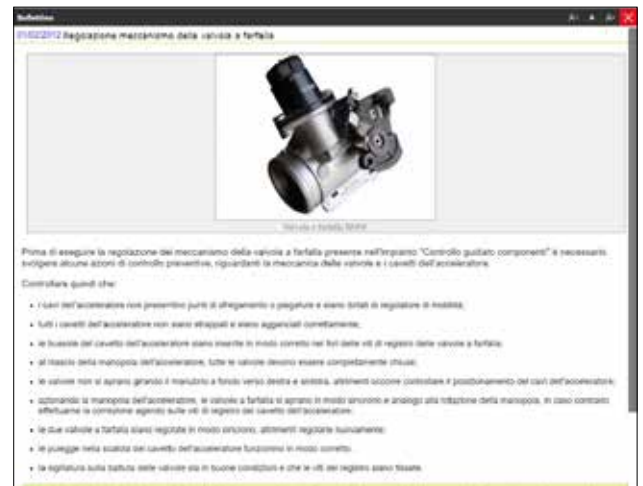 Bollettino
A- A A+ X
01/02/2012 Regolazione meccanismo della valvola a farfalla
Valvola a farfalla BMW
Prima di eseguire la regolazione del meccanismo della valvola a farfalla presente nell'impianto "Controllo guidato componenti" è necessario
svolgere alcune azioni di controllo preventive, riguardanti la meccanica delle valvole e i cavetti dell'acceleratore.
Controllare quindi che:
• i cavi dell'acceleratore non presentino punti di sfregamento o piegature e siano dotati di regolatore di mobilità;
• tutti i cavetti dell'acceleratore non siano strappati e siano agganciati correttamente;
• le bussole del cavetto dell'acceleratore siano inserite in modo corretto nei fori delle viti di registro delle valvole a farfalla;
• al rilascio della manopola dell'acceleratore, tutte le valvole devono essere completamente chiuse;
• le valvole non si aprano girando il manubrio a fondo verso destra e sinistra, altrimenti occorre controllare il posizionamento dei cavi dell'acceleratore;
• azionando la manopola dell'acceleratore, le valvole a farfalla si aprano in modo sincrono e analogo alla rotazione della manopola, in caso contrario
effettuarne la correzione agendo sulle viti di registro del cavetto dell'acceleratore;
• le due valvole a farfalla siano regolate in modo sincrono, altrimenti regolarle nuovamente;
• le pulegge nella scatola del cavetto dell'acceleratore funzionino in modo corretto;
• la sigillatura sulla battuta delle valvole sia in buone condizioni e che le viti del registro siano fissate.